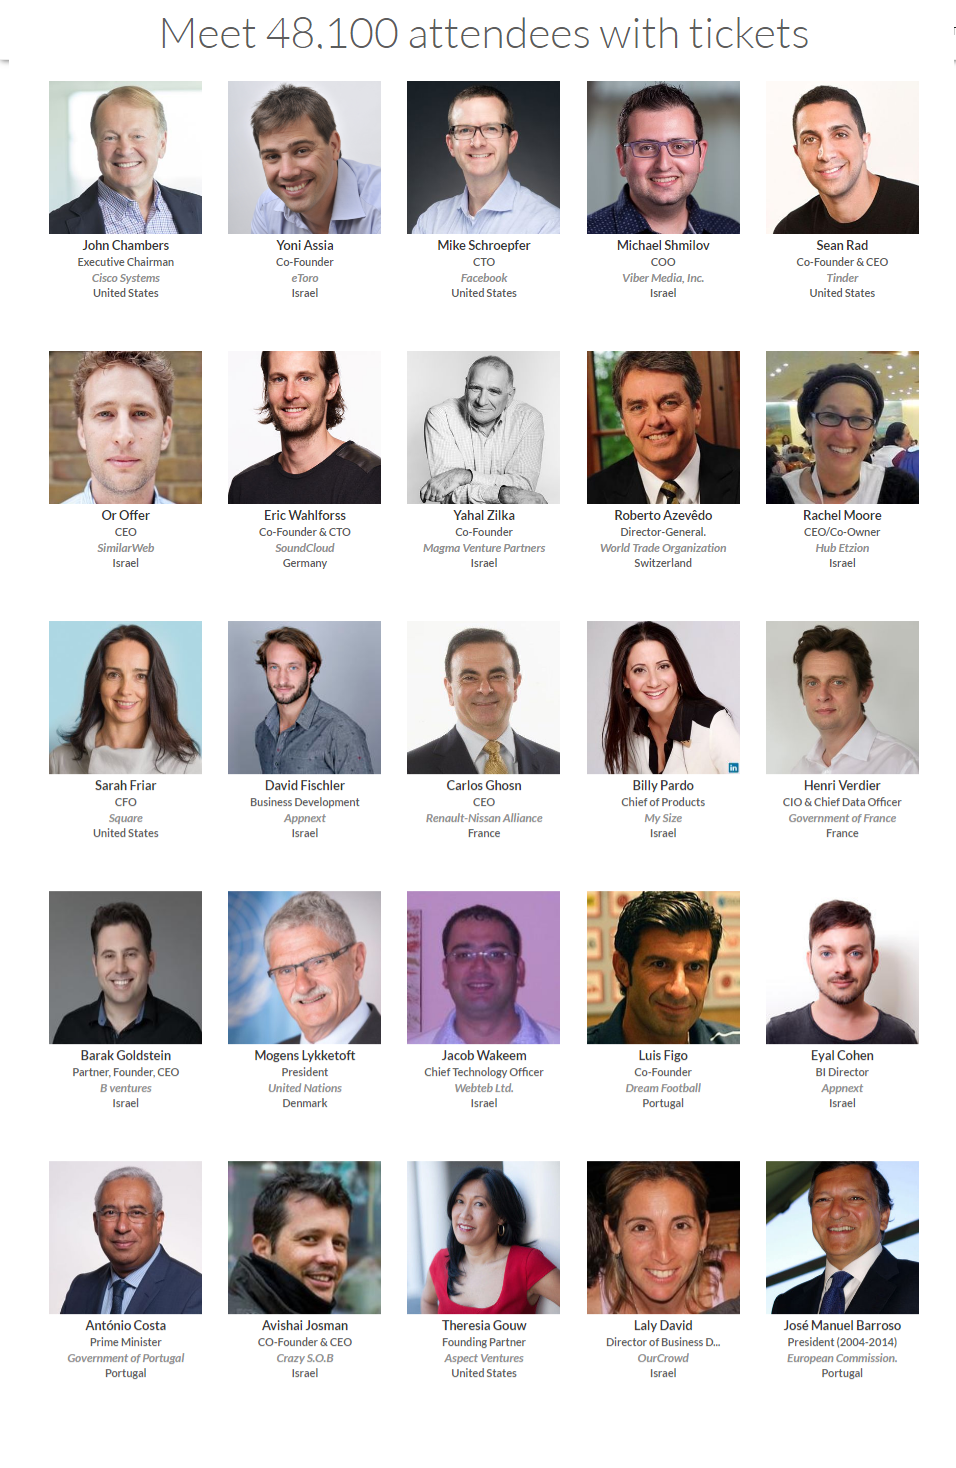 Meet 48,100 attendees with tickets
John Chambers
Executive Chairman
Cisco Systems
United States
Yoni Assia
Co-Founder
eToro
Israel
Mike Schroepfer
CTO
Facebook
United States
Michael Shmilov
COO
Viber Media, Inc.
Israel
Sean Rad
Co-Founder & CEO
Tinder
United States
Or Offer
CEO
SimilarWeb
Israel
Eric Wahlforss
Co-Founder & CTO
SoundCloud
Germany
Yahal Zilka
Co-Founder
Magma Venture Partners
Israel
Roberto Azevêdo
Director-General.
World Trade Organization
Switzerland
Rachel Moore
CEO/Co-Owner
Hub Etzion
Israel
Sarah Friar
CFO
Square
United States
David Fischler
Business Development
Appnext
Israel
Carlos Ghosn
CEO
Renault-Nissan Alliance
France
Billy Pardo
Chief of Products
My Size
Israel
in
Henri Verdier
CIO & Chief Data Officer
Government of France
France
Barak Goldstein
Partner, Founder, CEO
B ventures
Israel
Mogens Lykketoft
President
United Nations
Denmark
Jacob Wakeem
Chief Technology Officer
Webteb Ltd.
Israel
Luis Figo
Co-Founder
Dream Football
Portugal
Eyal Cohen
BI Director
Appnext
Israel
António Costa
Prime Minister
Government of Portugal
Portugal
Avishai Josman
CO-Founder & CEO
Crazy S.O.B
Israel
Theresia Gouw
Founding Partner
Aspect Ventures
United States
Laly David
Director of Business D...
OurCrowd
Israel
José Manuel Barroso
President (2004-2014)
European Commission.
Portugal